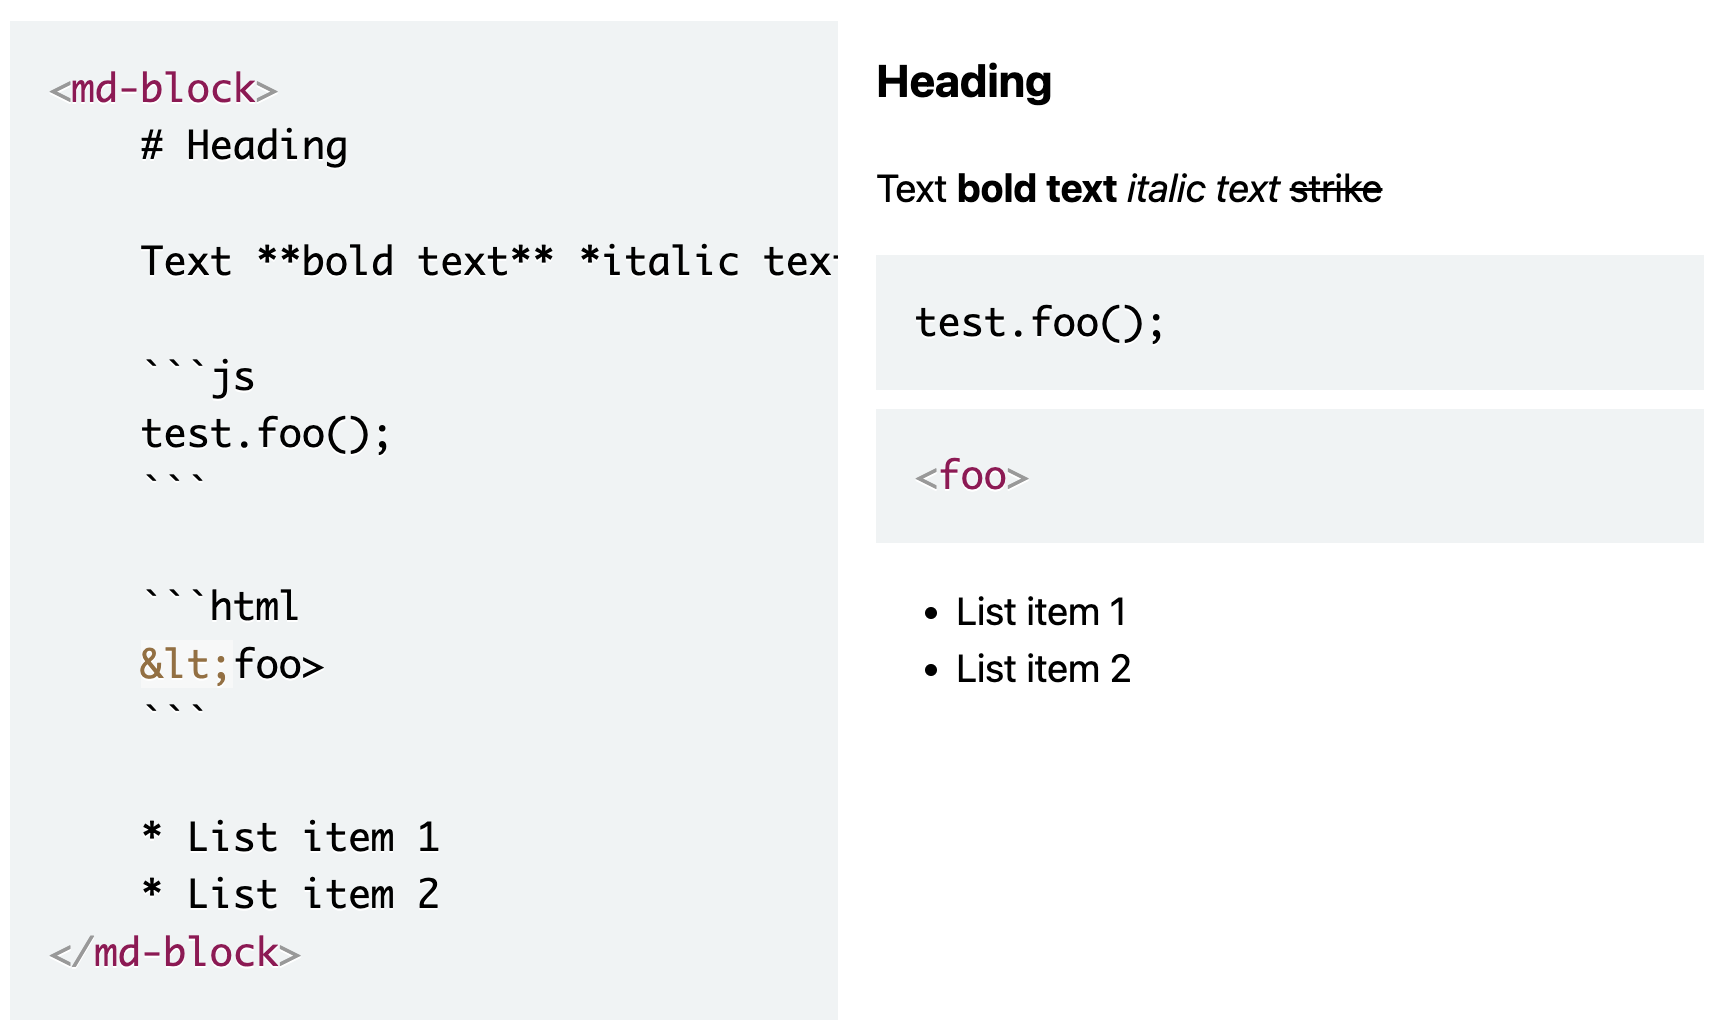 <md-block>
# Heading
Text **bold text** *italic tex
```js
test.foo();
```
```html
&lt;foo>
```
* List item 1
* List item 2
</md-block>
Heading
Text bold text italic text strike
test.foo();
<foo>
• List item 1
• List item 2